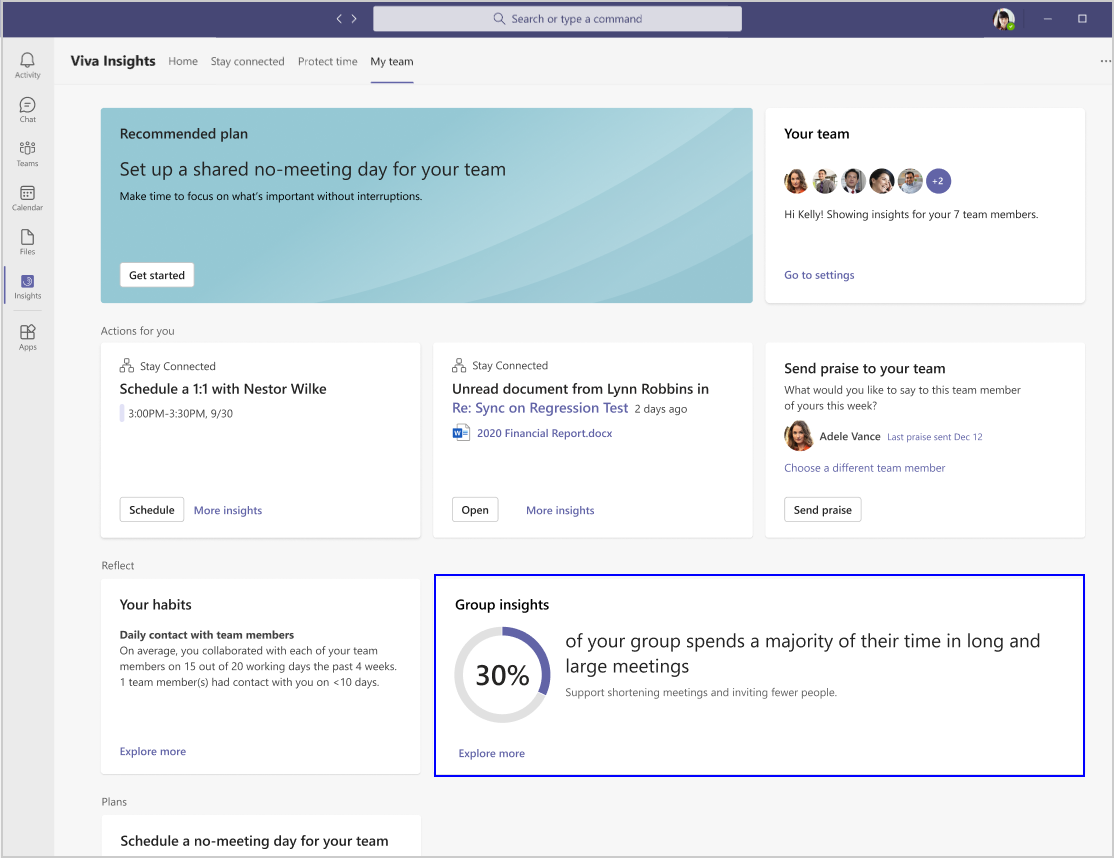 Search or type a command
Activity
Chat
Teams
Calendar
Files
Insights
Apps
Viva Insights
Home
Stay connected
Protect time
My team
Recommended plan
Set up a shared no-meeting day for your team
Make time to focus on what's important without interruptions.
Get started
Your team
+2
Hi Kelly! Showing insights for your 7 team members.
Go to settings
Actions for you
Stay Connected
Schedule a 1:1 with Nestor Wilke
3:00PM-3:30PM, 9/30
Schedule
More insights
Stay Connected
Unread document from Lynn Robbins in
Re: Sync on Regression Test 2 days ago
2020 Financial Report.docx
Open
More insights
Send praise to your team
What would you like to say to this team member
of yours this week?
Adele Vance Last praise sent Dec 12
Choose a different team member
Send praise
Reflect
Your habits
Daily contact with team members
On average, you collaborated with each of your team
members on 15 out of 20 working days the past 4 weeks.
1 team member(s) had contact with you on <10 days.
Explore more
Group insights
30%
of your group spends a majority of their time in long and
large meetings
Support shortening meetings and inviting fewer people.
Explore more
Plans
Schedule a no-meeting day for your team